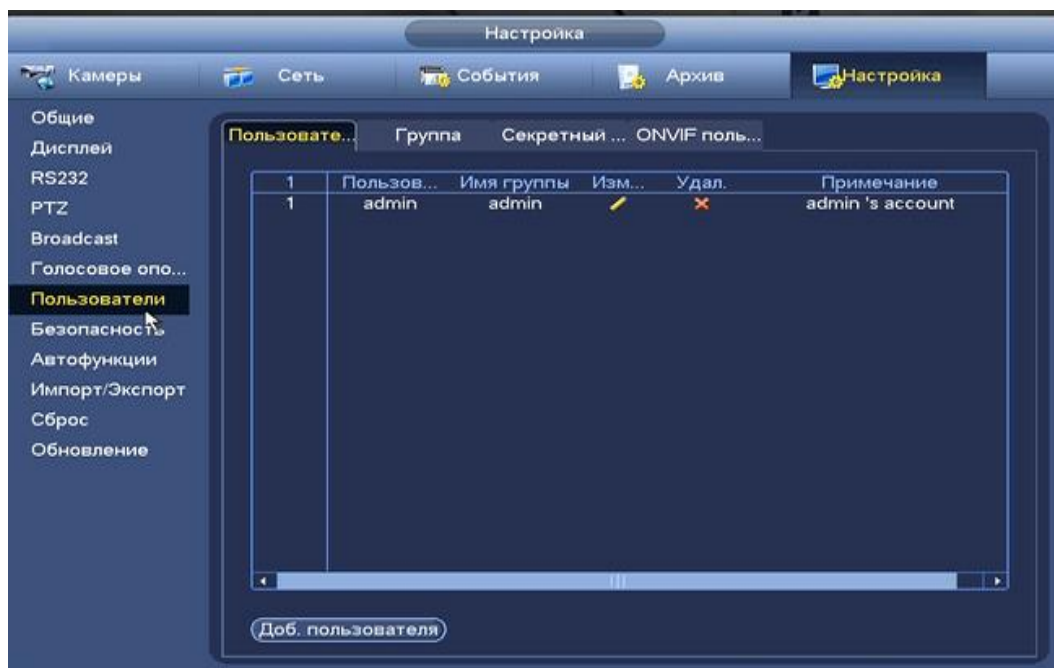 Настройка
Камеры Сеть События Архив Настройка
Общие
Дисплей
RS232
PTZ
Broadcast
Голосовое опо...
Пользователи
Безопасность
Автофункции
Импорт/Экспорт
Сброс
Обновление
Пользовате... Группа Секретный ... ONVIF поль...
1 Пользов... Имя группы Изм... Удал. Примечание
1 admin admin admin 's account
Доб. пользователя